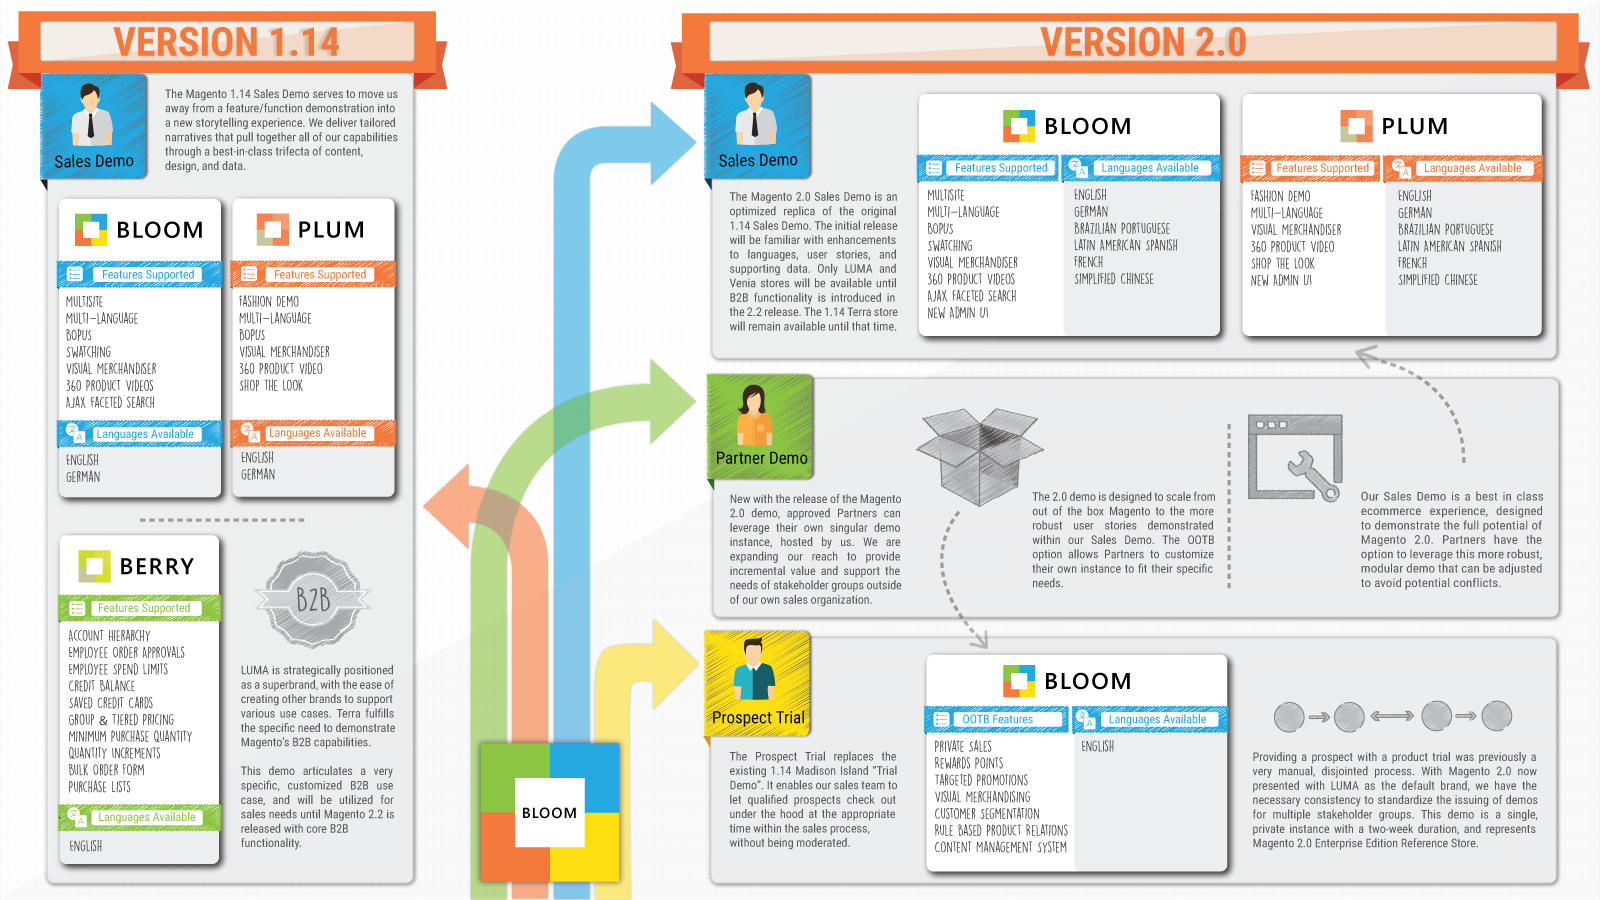 VERSION 1.14
Sales Demo
The Magento 1.14 Sales Demo serves to move us
away from a feature/function demonstration into
a new storytelling experience. We deliver tailored
narratives that pull together all of our capabilities
through a best-in-class trifecta of content,
design, and data.
BLOOM
Features Supported
MULTISITE
MULTI-LANGUAGE
BOPUS
SWATCHING
VISUAL MERCHANDISER
360 PRODUCT VIDEOS
AJAX FACETED SEARCH
Languages Available
ENGLISH
GERMAN
PLUM
Features Supported
FASHION DEMO
MULTI-LANGUAGE
BOPUS
VISUAL MERCHANDISER
360 PRODUCT VIDEO
SHOP THE LOOK
Languages Available
ENGLISH
GERMAN
BERRY
Features Supported
ACCOUNT HIERARCHY
EMPLOYEE ORDER APPROVALS
EMPLOYEE SPEND LIMITS
CREDIT BALANCE
SAVED CREDIT CARDS
GROUP & TIERED PRICING
MINIMUM PURCHASE QUANTITY
QUANTITY INCREMENTS
BULK ORDER FORM
PURCHASE LISTS
Languages Available
ENGLISH
B2B
LUMA is strategically positioned
as a superbrand, with the ease of
creating other brands to support
various use cases. Terra fulfills
the specific need to demonstrate
Magento's B2B capabilities.
This demo articulates a very
specific, customized B2B use
case, and will be utilized for
sales needs until Magento 2.2 is
released with core B2B
functionality.
BLOOM
VERSION 2.0
Sales Demo
The Magento 2.0 Sales Demo is an
optimized replica of the original
1.14 Sales Demo. The initial release
will be familiar with enhancements
to languages, user stories, and
supporting data. Only LUMA and
Venia stores will be available until
B2B functionality is introduced in
the 2.2 release. The 1.14 Terra store
will remain available until that time.
BLOOM
Features Supported
MULTISITE
MULTI-LANGUAGE
BOPUS
SWATCHING
VISUAL MERCHANDISER
360 PRODUCT VIDEOS
AJAX FACETED SEARCH
NEW ADMIN UI
Languages Available
ENGLISH
GERMAN
BRAZILIAN PORTUGUESE
LATIN AMERICAN SPANISH
FRENCH
SIMPLIFIED CHINESE
PLUM
Features Supported
FASHION DEMO
MULTI-LANGUAGE
VISUAL MERCHANDISER
360 PRODUCT VIDEO
SHOP THE LOOK
NEW ADMIN UI
Languages Available
ENGLISH
GERMAN
BRAZILIAN PORTUGUESE
LATIN AMERICAN SPANISH
FRENCH
SIMPLIFIED CHINESE
Partner Demo
New with the release of the Magento
2.0 demo, approved Partners can
leverage their own singular demo
instance, hosted by us. We are
expanding our reach to provide
incremental value and support the
needs of stakeholder groups outside
of our own sales organization.
The 2.0 demo is designed to scale from
out of the box Magento to the more
robust user stories demonstrated
within our Sales Demo. The OOTB
option allows Partners to customize
their own instance to fit their specific
needs.
Our Sales Demo is a best in class
ecommerce experience, designed
to demonstrate the full potential of
Magento 2.0. Partners have the
option to leverage this more robust,
modular demo that can be adjusted
to avoid potential conflicts.
Prospect Trial
The Prospect Trial replaces the
existing 1.14 Madison Island "Trial
Demo". It enables our sales team to
let qualified prospects check out
under the hood at the appropriate
time within the sales process,
without being moderated.
BLOOM
OOTB Features
PRIVATE SALES
REWARDS POINTS
TARGETED PROMOTIONS
VISUAL MERCHANDISING
CUSTOMER SEGMENTATION
RULE BASED PRODUCT RELATIONS
CONTENT MANAGEMENT SYSTEM
Languages Available
ENGLISH
Providing a prospect with a product trial was previously a
very manual, disjointed process. With Magento 2.0 now
presented with LUMA as the default brand, we have the
necessary consistency to standardize the issuing of demos
for multiple stakeholder groups. This demo is a single,
private instance with a two-week duration, and represents
Magento 2.0 Enterprise Edition Reference Store.